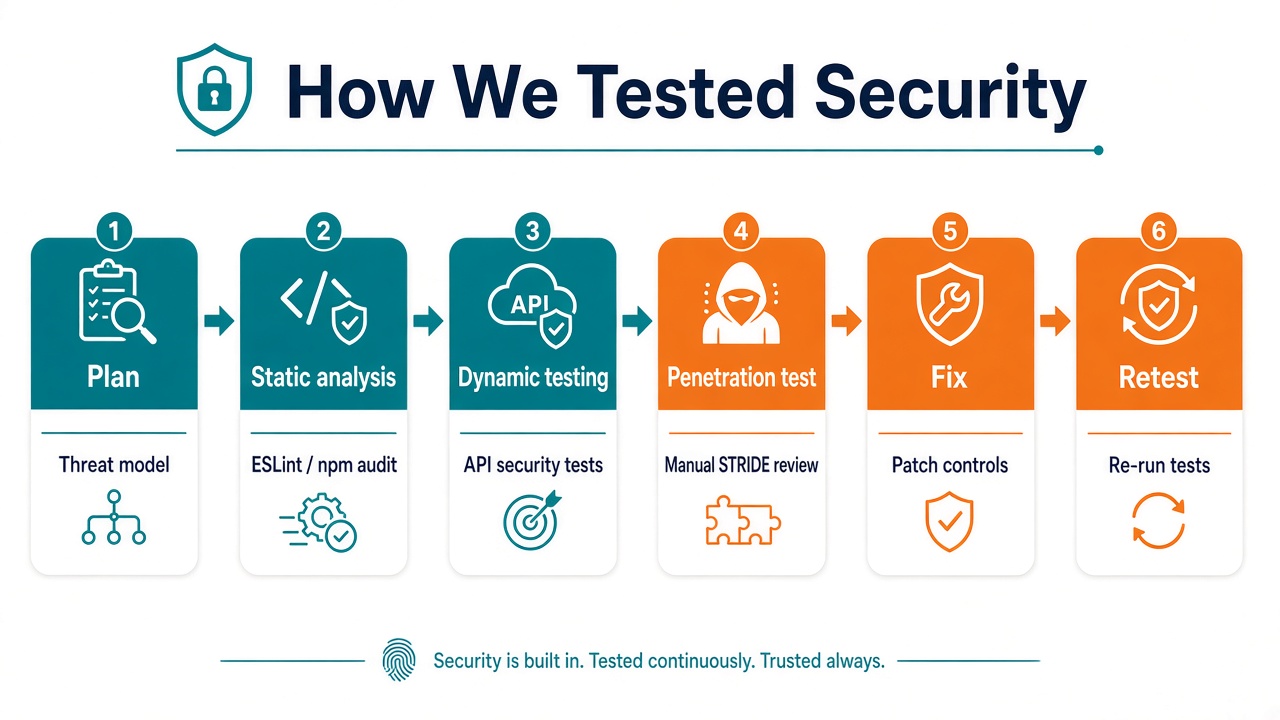 How We Tested Security
1
Plan
Threat model
2
Static analysis
ESLint / npm audit
3
API
Dynamic testing
API security tests
4
Penetration test
Manual STRIDE review
5
Fix
Patch controls
6
Retest
Re-run tests
Security is built in. Tested continuously. Trusted always.